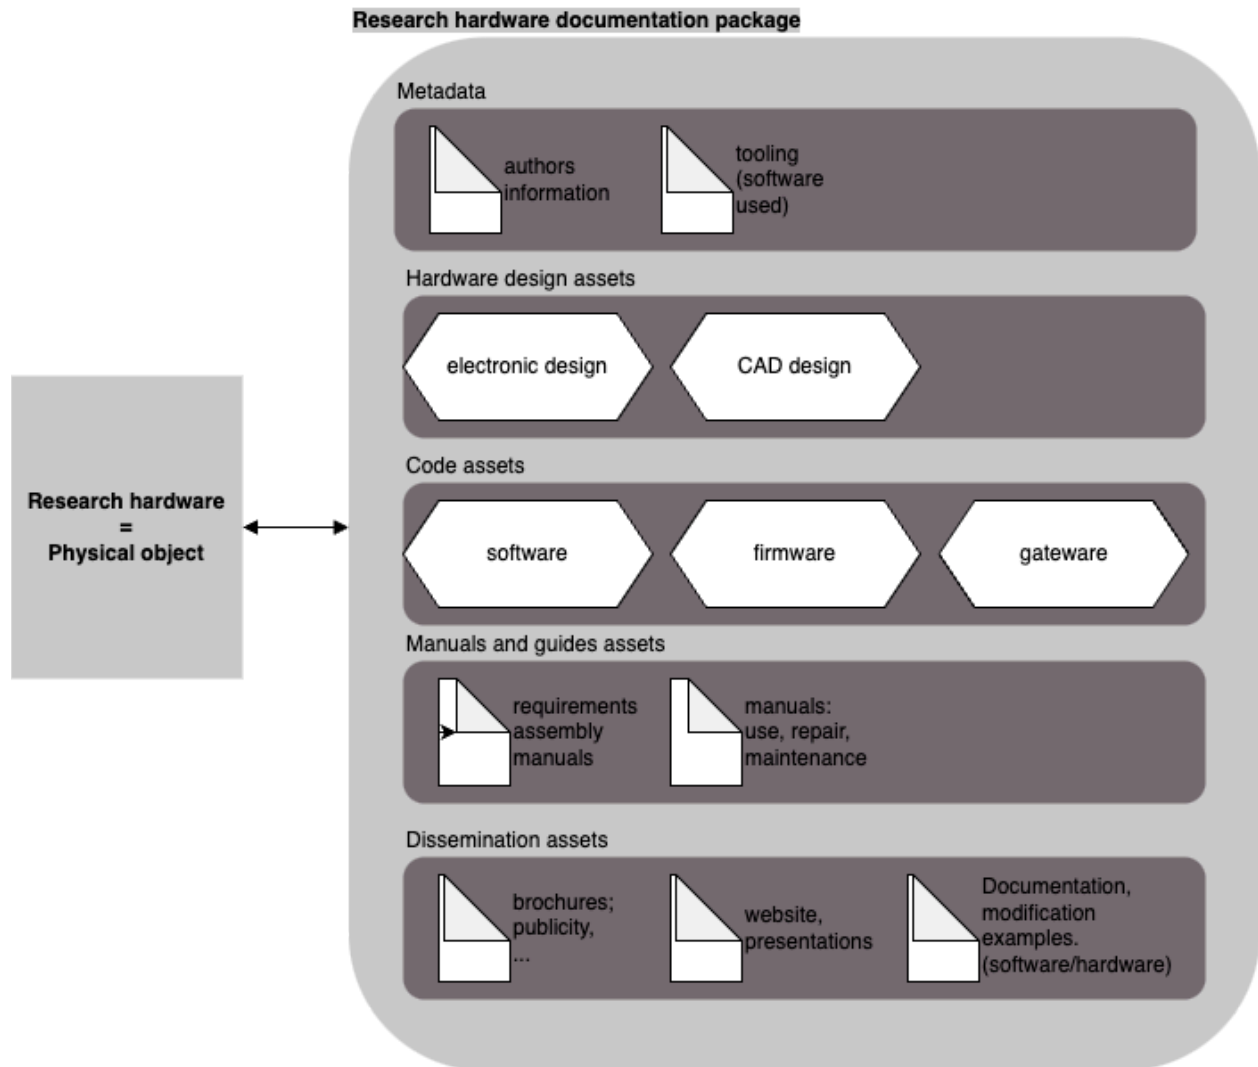 Research hardware documentation package
Metadata
authors
information
tooling
(software
used)
Hardware design assets
electronic design
CAD design
Research hardware
=
Physical object
Code assets
software
firmware
gateware
Manuals and guides assets
requirements
assembly
manuals
manuals:
use, repair,
maintenance
Dissemination assets
brochures;
publicity,
...
website,
presentations
Documentation,
modification
examples.
(software/hardware)